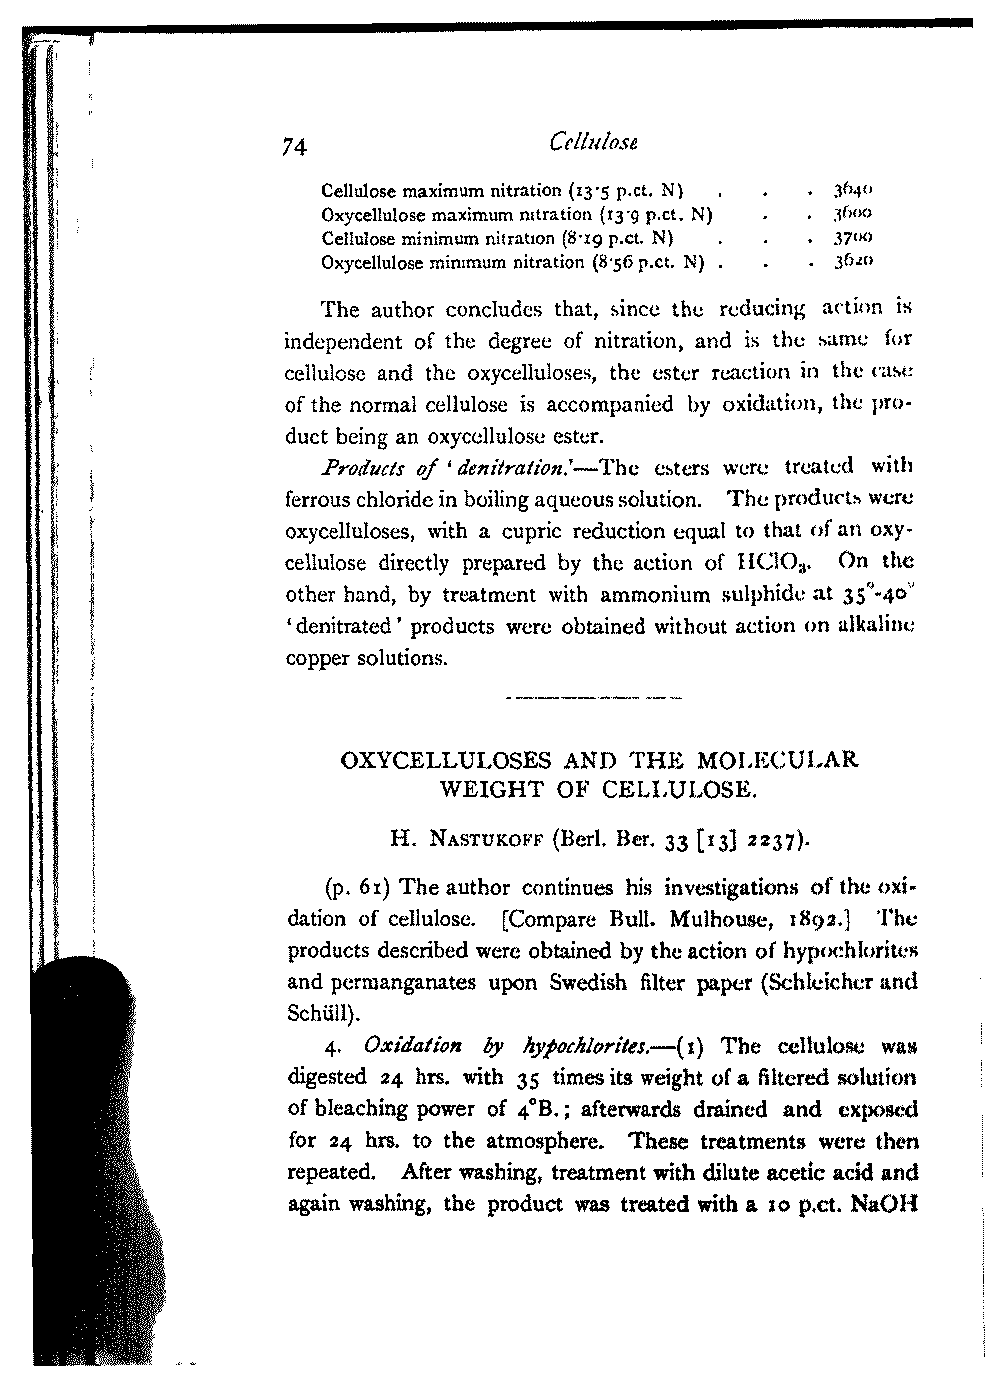 74 Cellulose
Cellulose maximum nitration (13·5 p.ct. N) . . . 3640
Oxycellulose maximum nitration (13·9 p.ct. N) . . 3600
Cellulose minimum nitration (8·19 p.ct. N) . . . 3700
Oxycellulose minimum nitration (8·56 p.ct. N) . . . 3620
The author concludes that, since the reducing action is
independent of the degree of nitration, and is the same for
cellulose and the oxycelluloses, the ester reaction in the case
of the normal cellulose is accompanied by oxidation, the pro-
duct being an oxycellulose ester.
Products of 'denitration.'—The esters were treated with
ferrous chloride in boiling aqueous solution. The products were
oxycelluloses, with a cupric reduction equal to that of an oxy-
cellulose directly prepared by the action of HClO₃. On the
other hand, by treatment with ammonium sulphide at 35°-40°
'denitrated' products were obtained without action on alkaline
copper solutions.
OXYCELLULOSES AND THE MOLECULAR
WEIGHT OF CELLULOSE.
H. NASTUKOFF (Berl. Ber. 33 [13] 2237).
(p. 61) The author continues his investigations of the oxi-
dation of cellulose. [Compare Bull. Mulhouse, 1892.] The
products described were obtained by the action of hypochlorites
and permanganates upon Swedish filter paper (Schleicher and
Schüll).
4. Oxidation by hypochlorites.—(1) The cellulose was
digested 24 hrs. with 35 times its weight of a filtered solution
of bleaching power of 4°B.; afterwards drained and exposed
for 24 hrs. to the atmosphere. These treatments were then
repeated. After washing, treatment with dilute acetic acid and
again washing, the product was treated with a 10 p.ct. NaOH